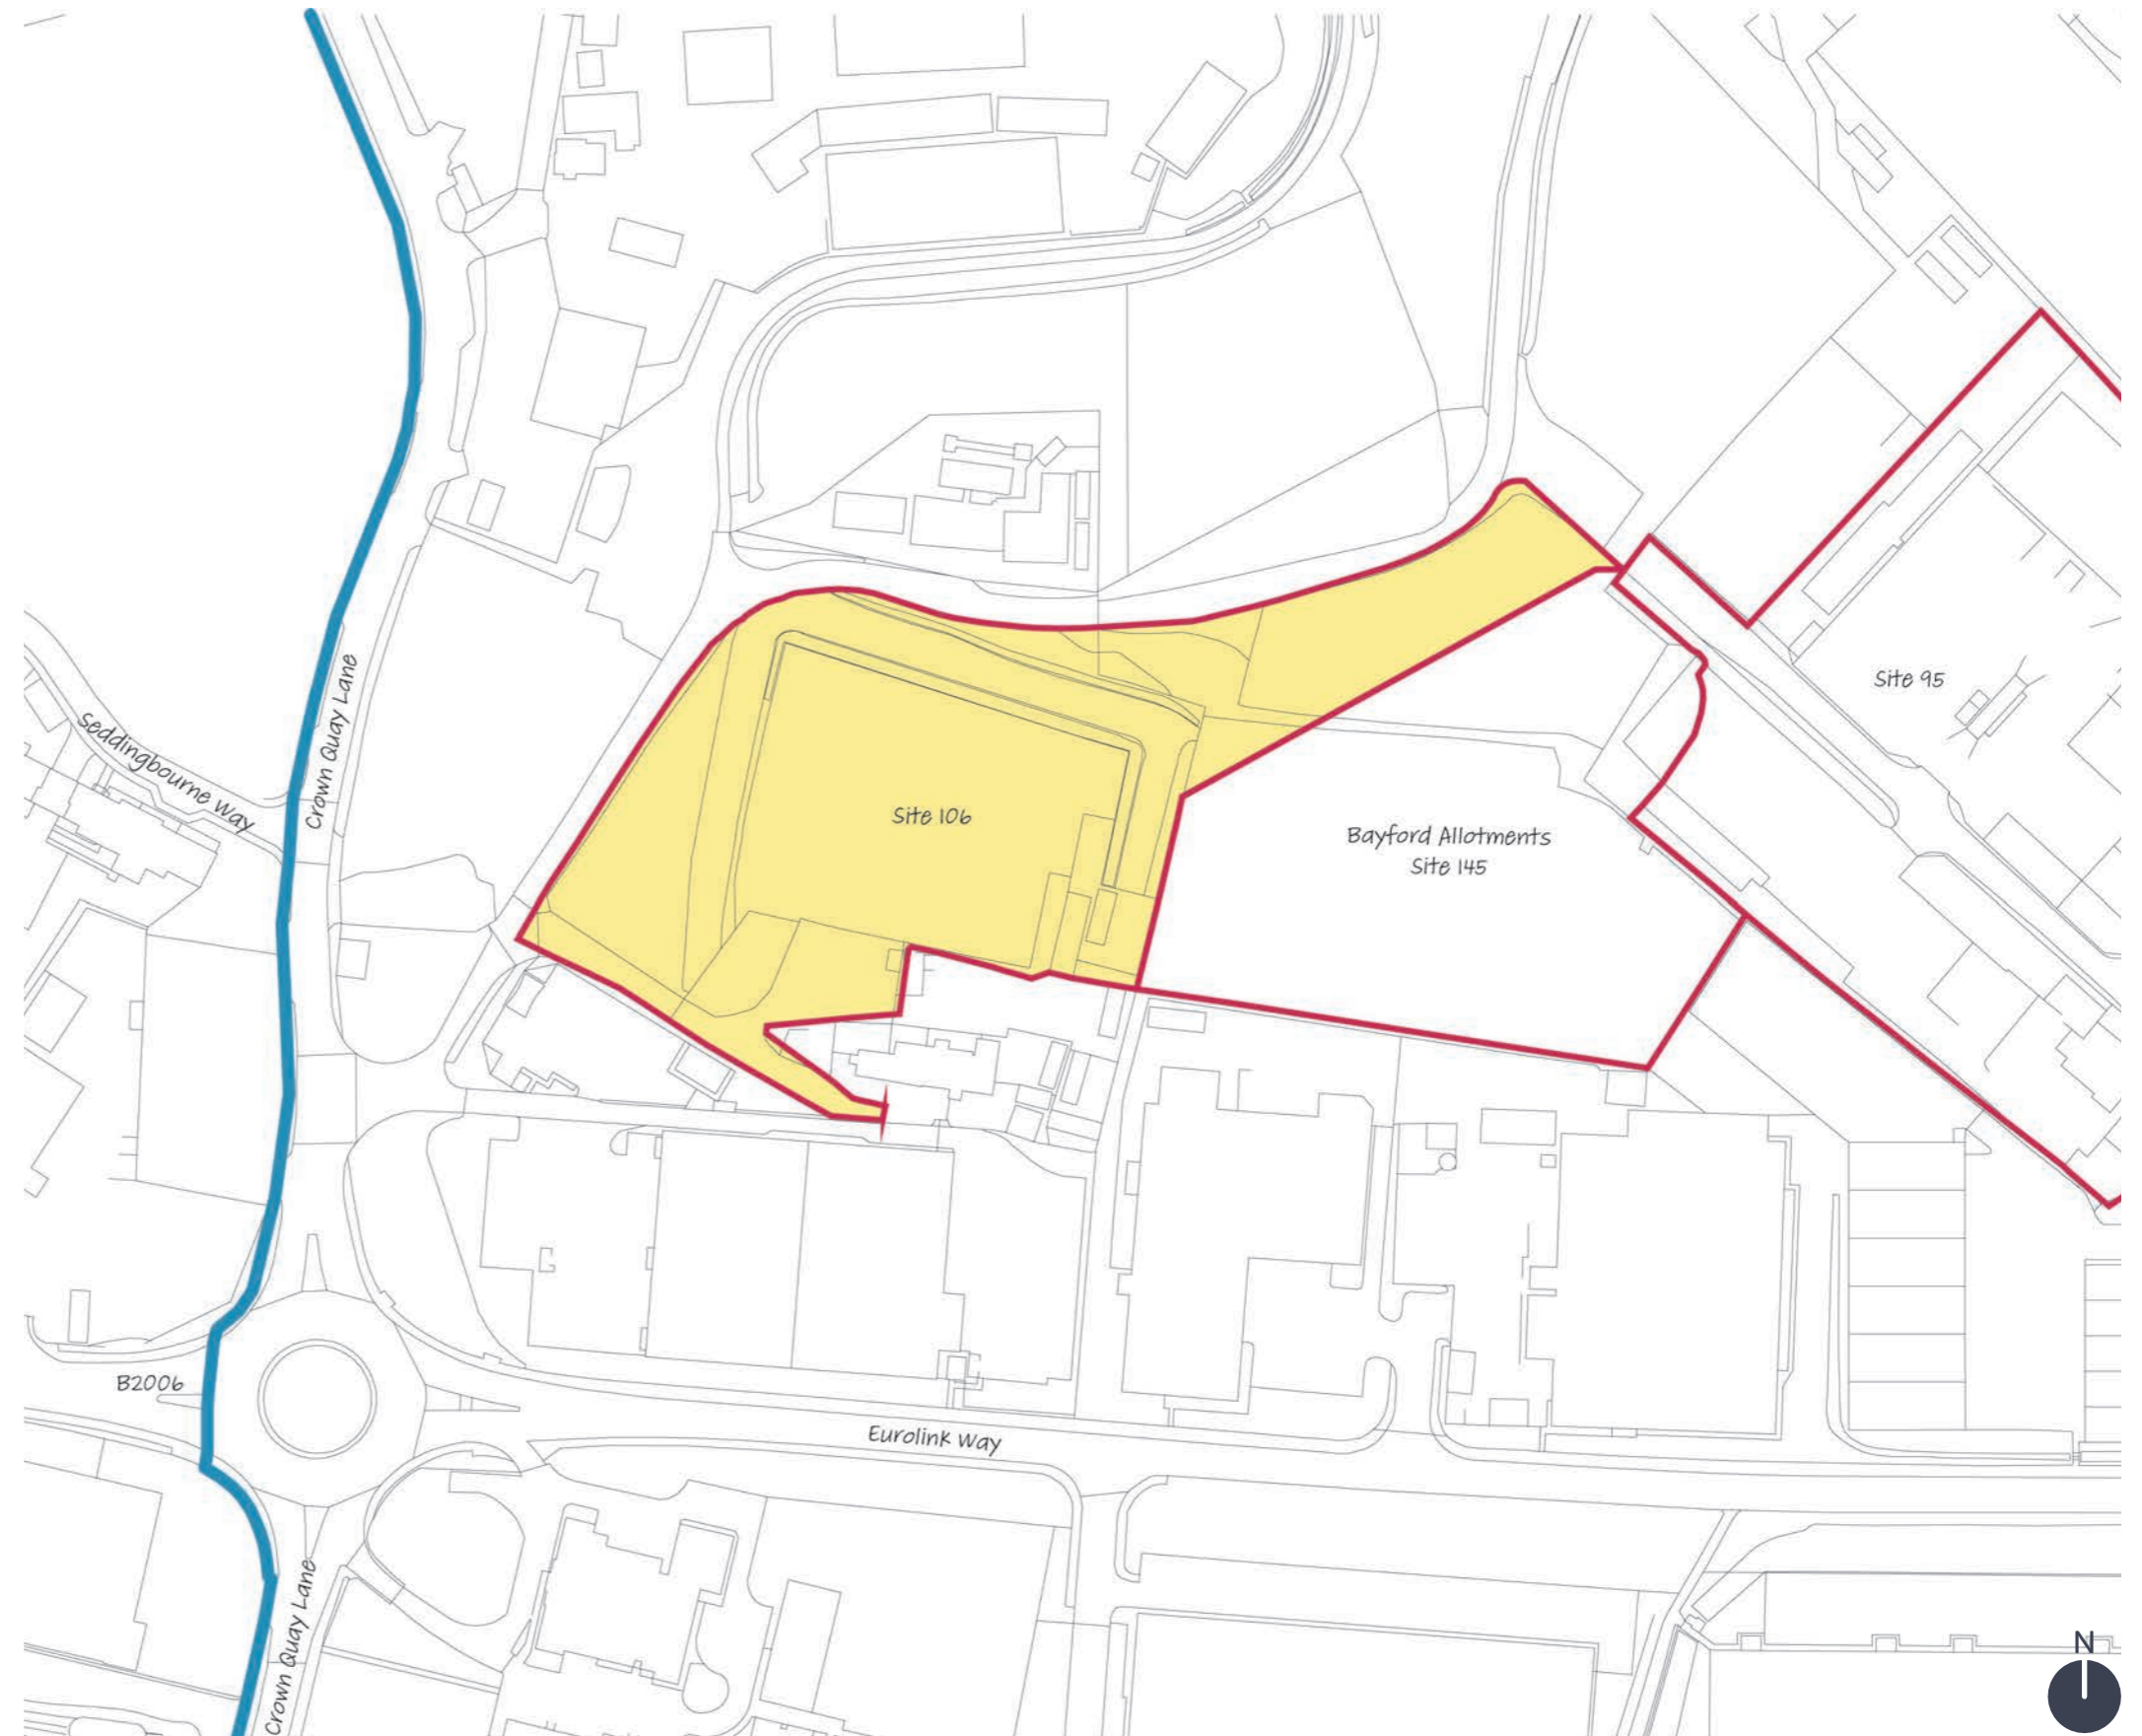 Site 95
Crown Quay Lane
Seddingbourne Way
Site 106
Bayford Allotments
Site 145
B2006
Eurolink Way
Crown Quay Lane
N